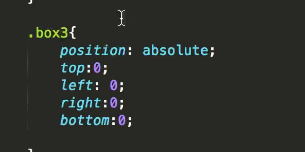 }
.box3{
position: absolute;
top:0;
left: 0;
right:0;
bottom:0;
}